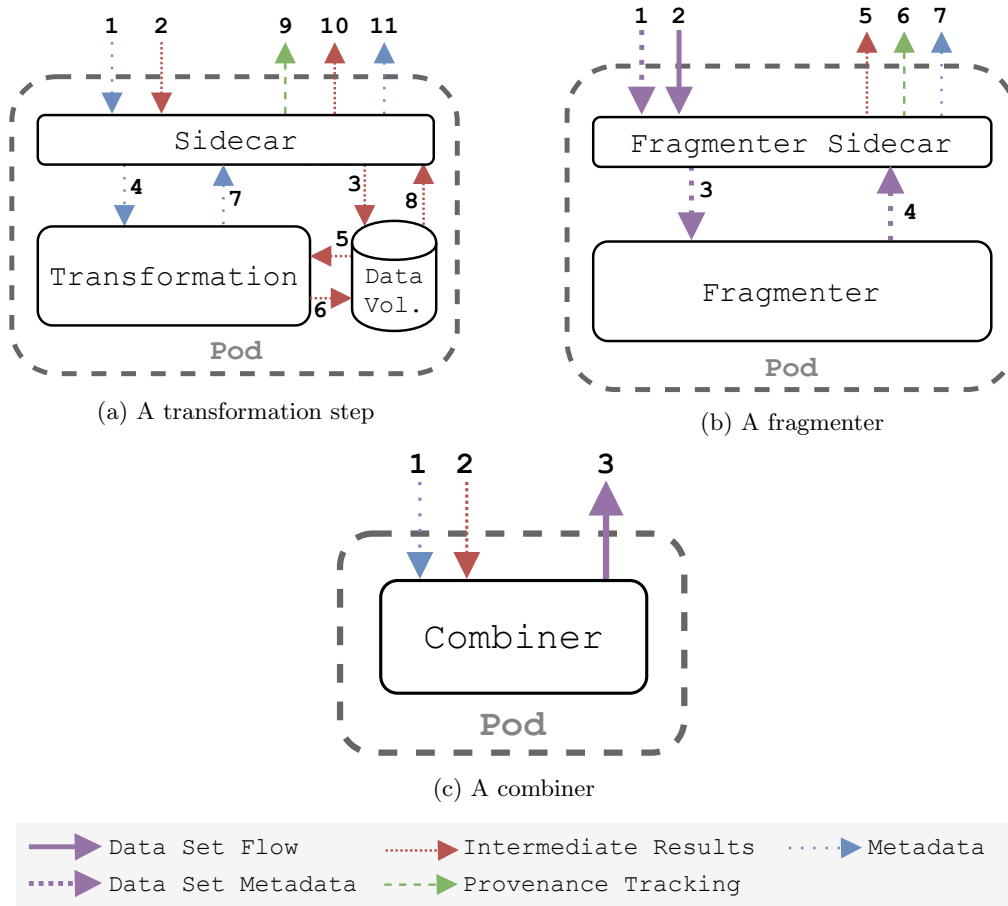 1 2 9 10 11
Sidecar
4 7 3 8
Transformation
5
6
Data
Vol.
Pod
(a) A transformation step
1 2 5 6 7
Fragmenter Sidecar
3 4
Fragmenter
Pod
(b) A fragmenter
1 2 3
Combiner
Pod
(c) A combiner
Data Set Flow Intermediate Results Metadata
Data Set Metadata Provenance Tracking